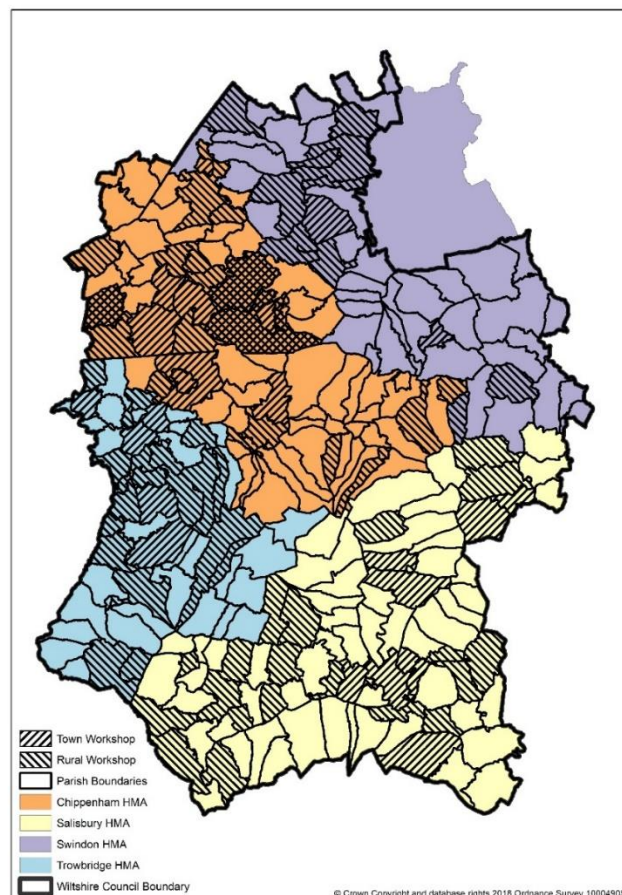 Town Workshop
Rural Workshop
Parish Boundaries
Chippenham HMA
Salisbury HMA
Swindon HMA
Trowbridge HMA
Wiltshire Council Boundary
© Crown Copyright and database rights 2018 Ordnance Survey